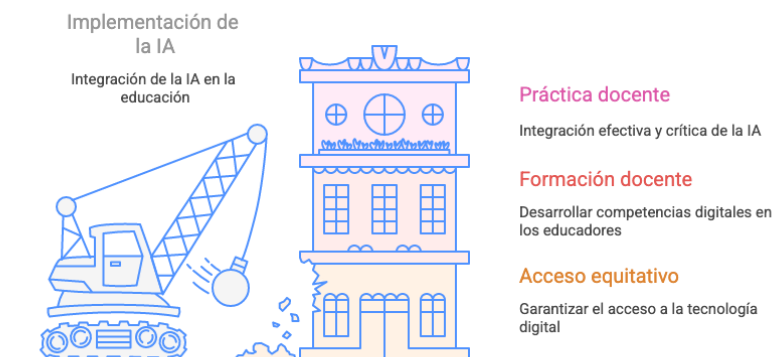 Implementación de
la IA
Integración de la IA en la
educación
Práctica docente
Integración efectiva y crítica de la IA
Formación docente
Desarrollar competencias digitales en
los educadores
Acceso equitativo
Garantizar el acceso a la tecnología
digital